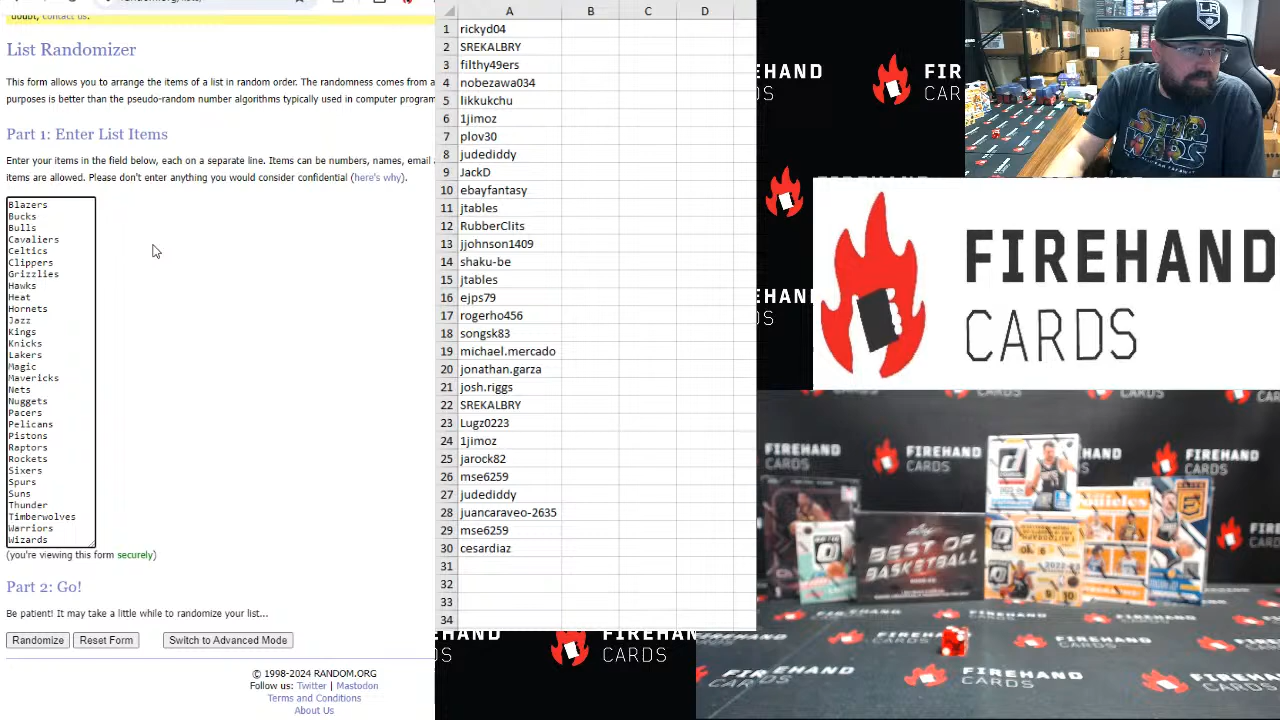 doubt, contact us.
List Randomizer
This form allows you to arrange the items of a list in random order. The randomness comes from a
purposes is better than the pseudo-random number algorithms typically used in computer program
Part 1: Enter List Items
Enter your items in the field below, each on a separate line. Items can be numbers, names, email
items are allowed. Please don't enter anything you would consider confidential (here's why).
Blazers
Bucks
Bulls
Cavaliers
Celtics
Clippers
Grizzlies
Hawks
Heat
Hornets
Jazz
Kings
Knicks
Lakers
Magic
Mavericks
Nets
Nuggets
Pacers
Pelicans
Pistons
Raptors
Rockets
Sixers
Spurs
Suns
Thunder
Timberwolves
Warriors
Wizards
(you're viewing this form securely)
Part 2: Go!
Be patient! It may take a little while to randomize your list...
Randomize
Reset Form
Switch to Advanced Mode
© 1998-2024 RANDOM.ORG
Follow us: Twitter | Mastodon
Terms and Conditions
About Us
A B C D
1 rickyd04
2 SREKALBRY
3 filthy49ers
4 nobezawa034
5 likkukchu
6 1jimoz
7 plov30
8 judediddy
9 JackD
10 ebayfantasy
11 jtables
12 RubberClits
13 jjohnson1409
14 shaku-be
15 jtables
16 ejps79
17 rogerho456
18 songsk83
19 michael.mercado
20 jonathan.garza
21 josh.riggs
22 SREKALBRY
23 Lugz0223
24 1jimoz
25 jarock82
26 mse6259
27 judediddy
28 juancaraveo-2635
29 mse6259
30 cesardiaz
31
32
33
34
FIREHAND
CARDS
STAR
WARS
BEST OF
BASKETBALL
FIREHAND
CARDS